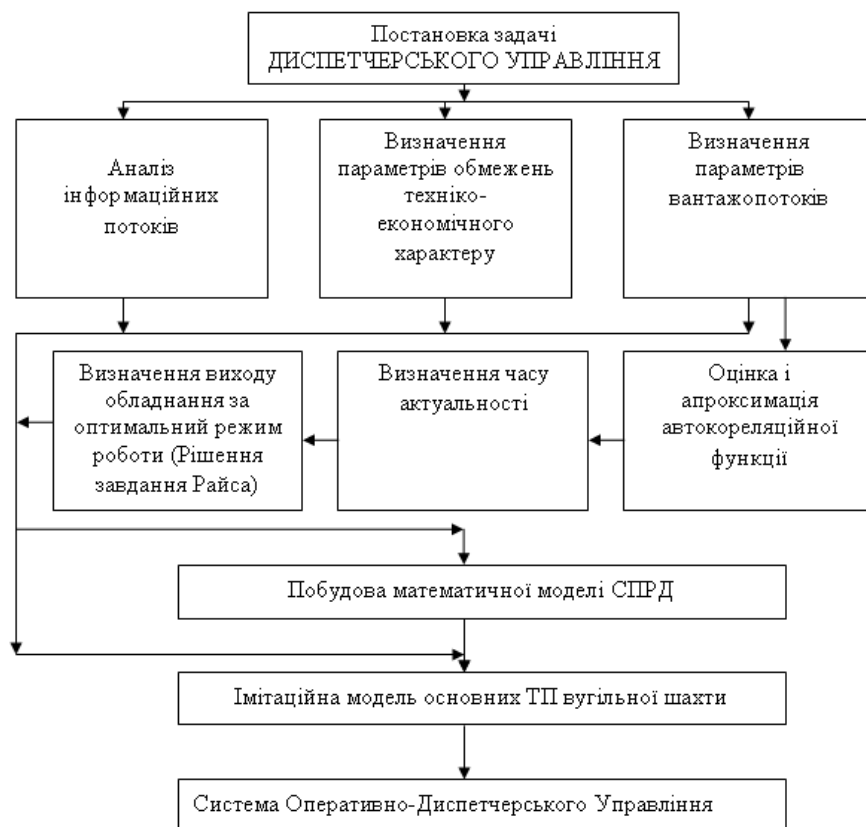 Постановка задачі
ДИСПЕТЧЕРСЬКОГО УПРАВЛІННЯ
Аналіз
інформаційних
потоків
Визначення
параметрів обмежень
техніко-
економічного
характеру
Визначення
параметрів
вантажопотоків
Визначення виходу
обладнання за
оптимальний режим
роботи (Рішення
завдання Райса)
Визначення часу
актуальності
Оцінка і
апроксимація
автокореляційної
функції
Побудова математичної моделі СПРД
Імітаційна модель основних ТП вугільної шахти
Система Оперативно-Диспетчерського Управління